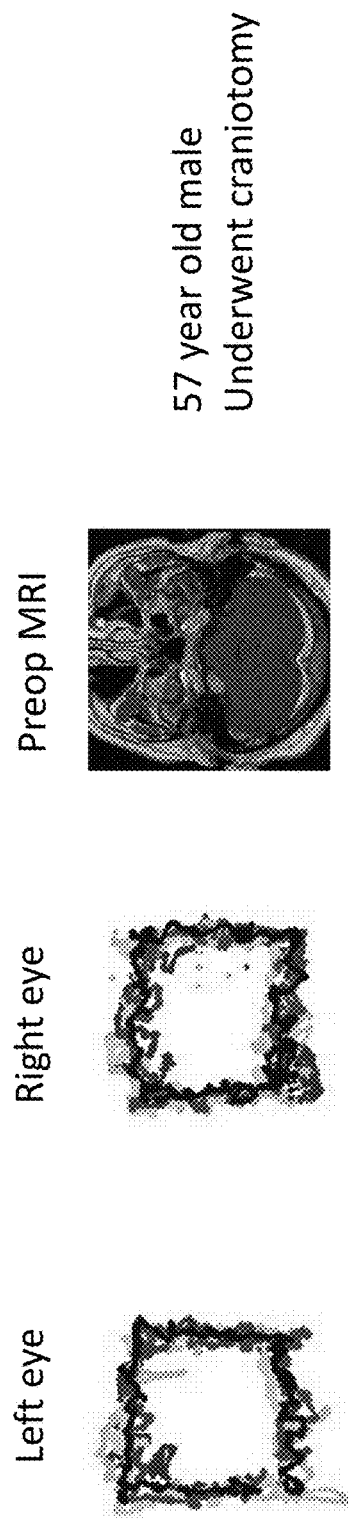 Left eye
Right eye
Preop MRI
57 year old male
Underwent craniotomy